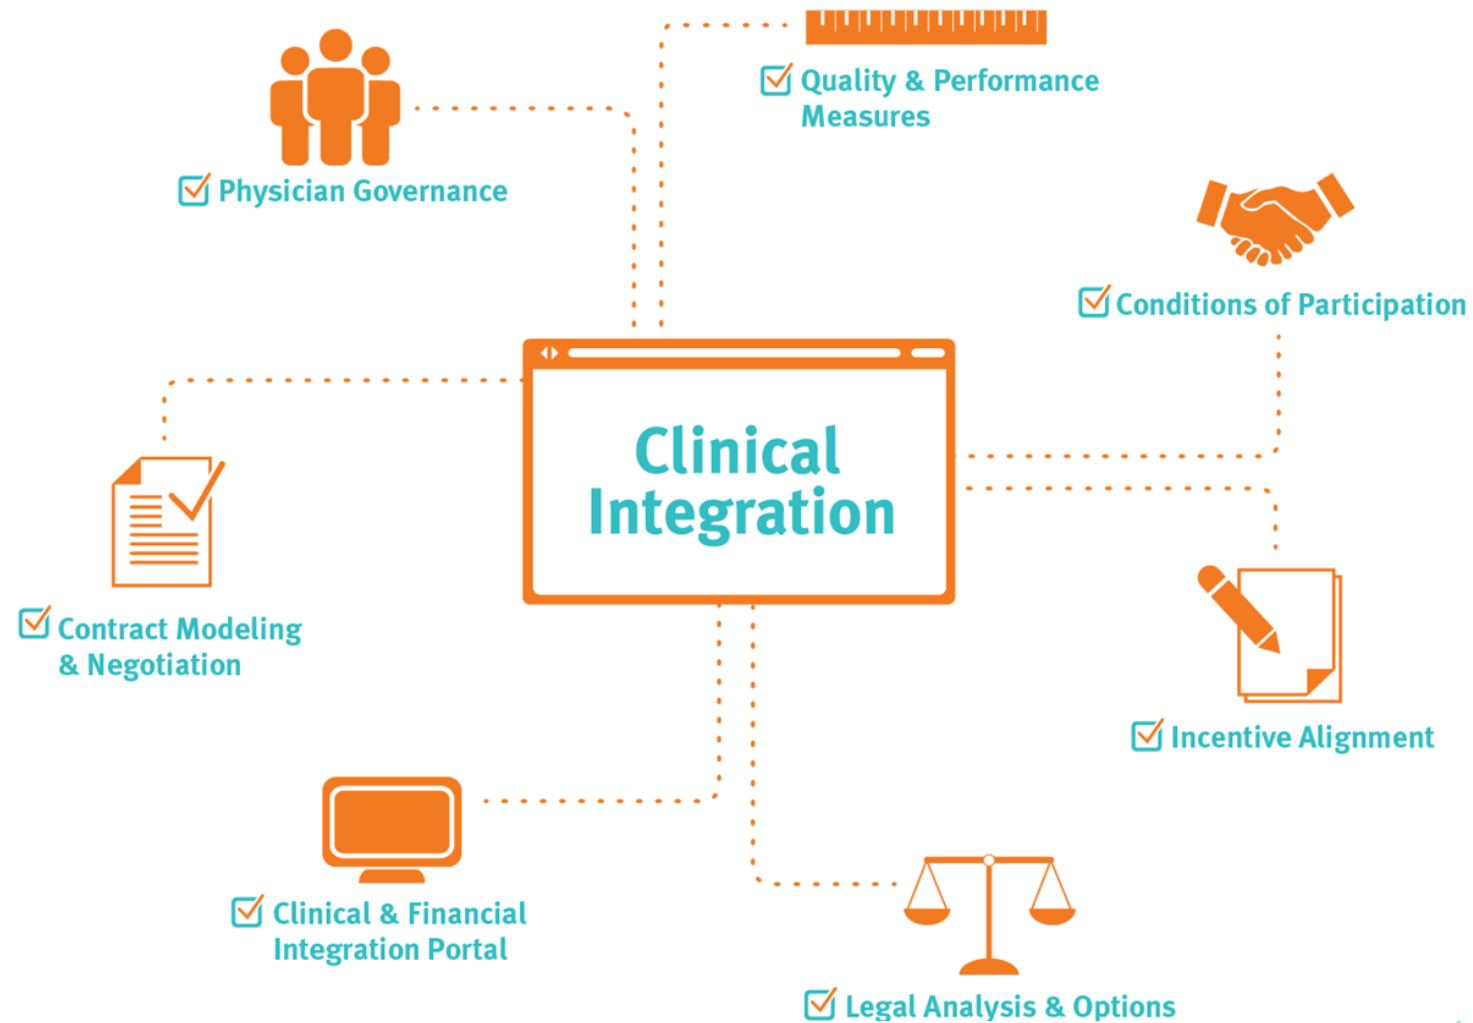 Quality & Performance
Measures
Physician Governance
Conditions of Participation
Clinical
Integration
Contract Modeling
& Negotiation
Incentive Alignment
Clinical & Financial
Integration Portal
Legal Analysis & Options